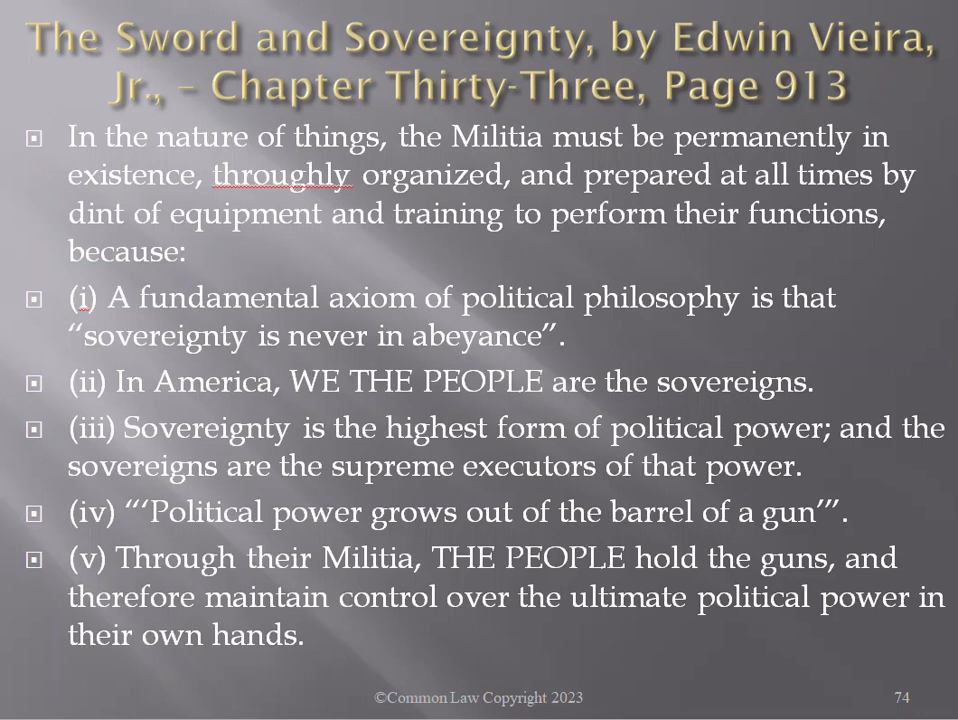 The Sword and Sovereignty, by Edwin Vieira,
Jr., – Chapter Thirty-Three, Page 913
In the nature of things, the Militia must be permanently in
existence, throughly organized, and prepared at all times by
dint of equipment and training to perform their functions,
because:
(i) A fundamental axiom of political philosophy is that
“sovereignty is never in abeyance”.
(ii) In America, WE THE PEOPLE are the sovereigns.
(iii) Sovereignty is the highest form of political power; and the
sovereigns are the supreme executors of that power.
(iv) “‘Political power grows out of the barrel of a gun’”.
(v) Through their Militia, THE PEOPLE hold the guns, and
therefore maintain control over the ultimate political power in
their own hands.
©Common Law Copyright 2023
74